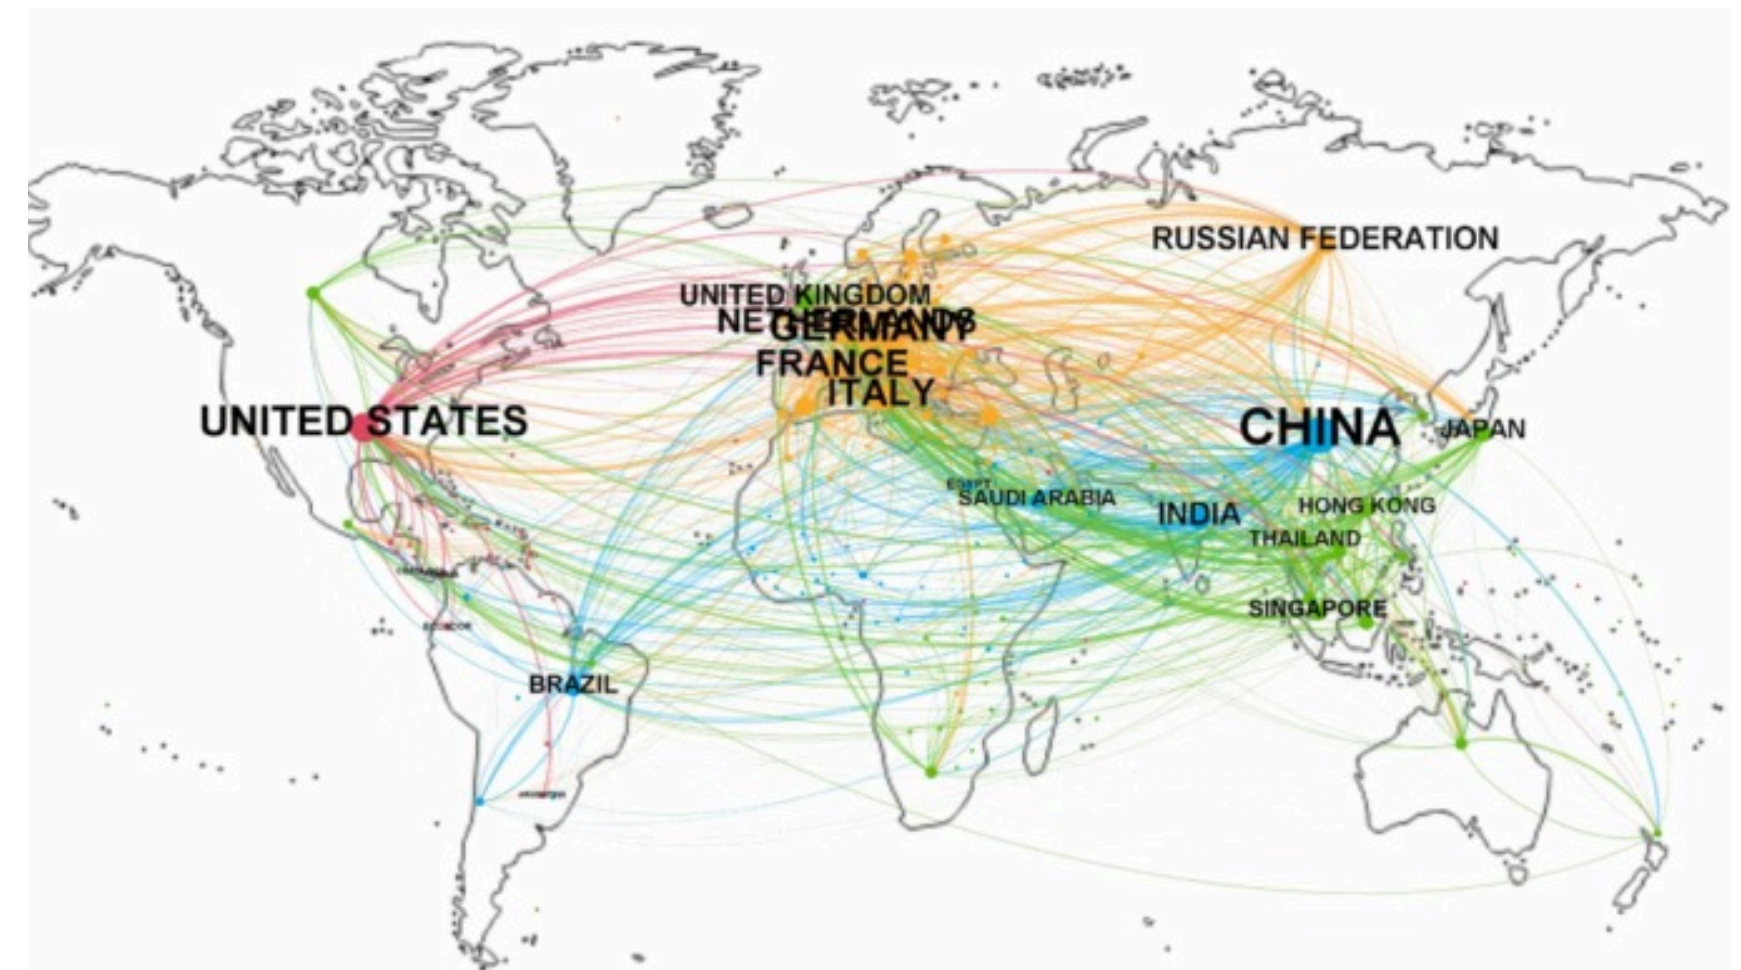 RUSSIAN FEDERATION
UNITED KINGDOM
NETHERLANDS
GERMANY
FRANCE
ITALY
UNITED STATES
CHINA
JAPAN
EGYPT
SAUDI ARABIA
INDIA
HONG KONG
THAILAND
SINGAPORE
ECUADOR
BRAZIL